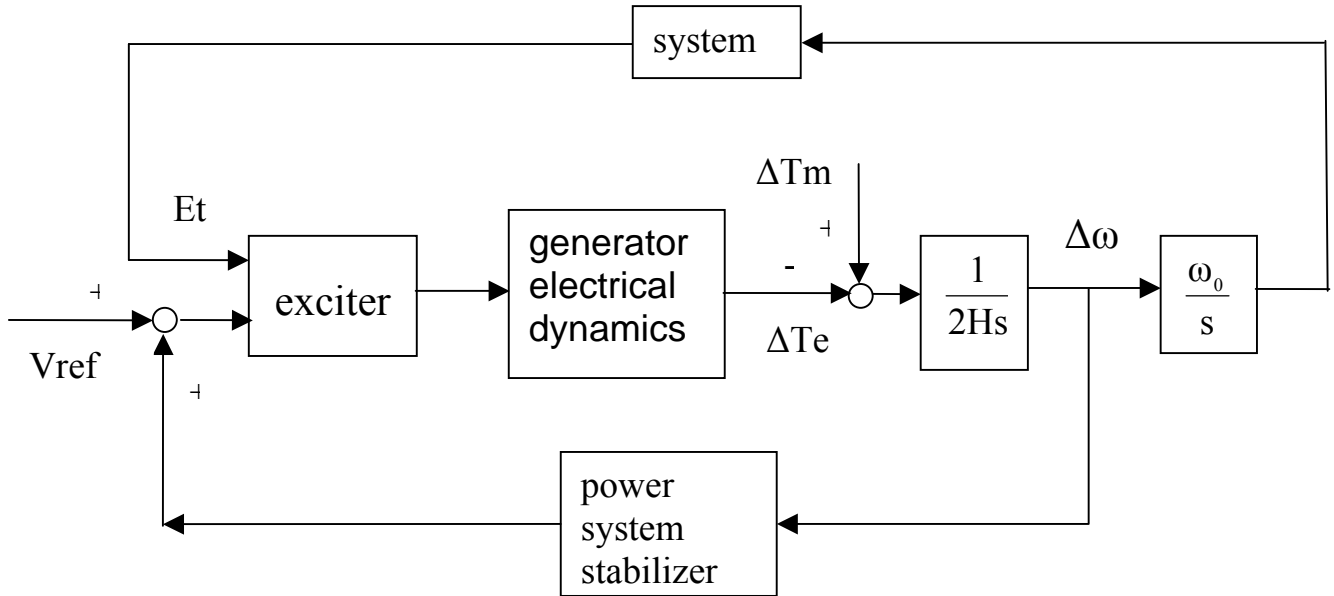 system
Et
ΔTm
+
exciter
generator
electrical
dynamics
-
ΔTe
1
2Hs
Δω
ω₀
s
+
Vref
+
power
system
stabilizer